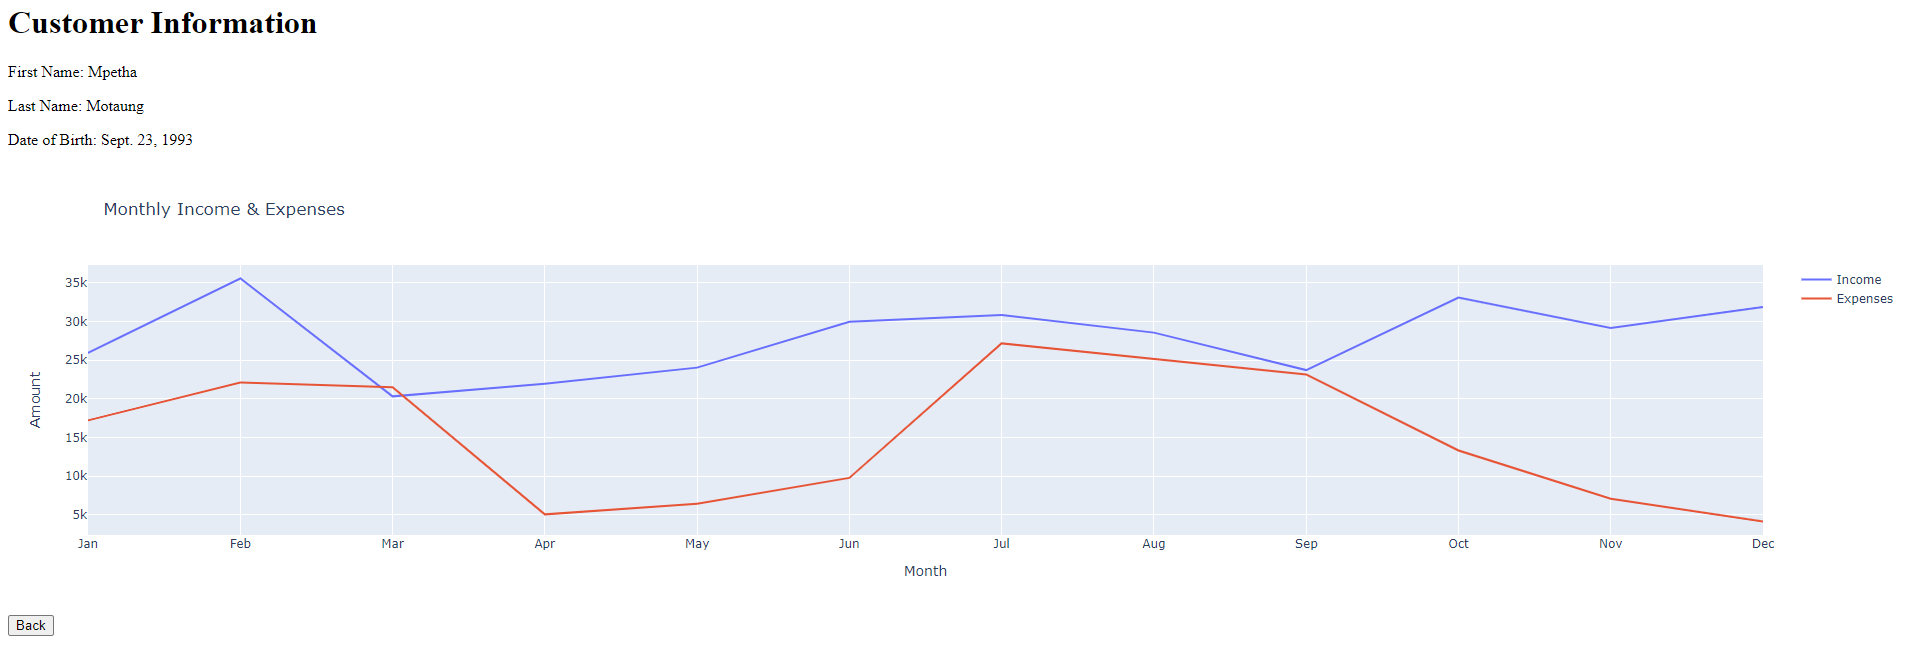 Customer Information
First Name: Mpetha
Last Name: Motaung
Date of Birth: Sept. 23, 1993
Monthly Income & Expenses
Income
Expenses
35k
30k
25k
20k
15k
10k
5k
Amount
Jan Feb Mar Apr May Jun Jul Aug Sep Oct Nov Dec
Month
Back